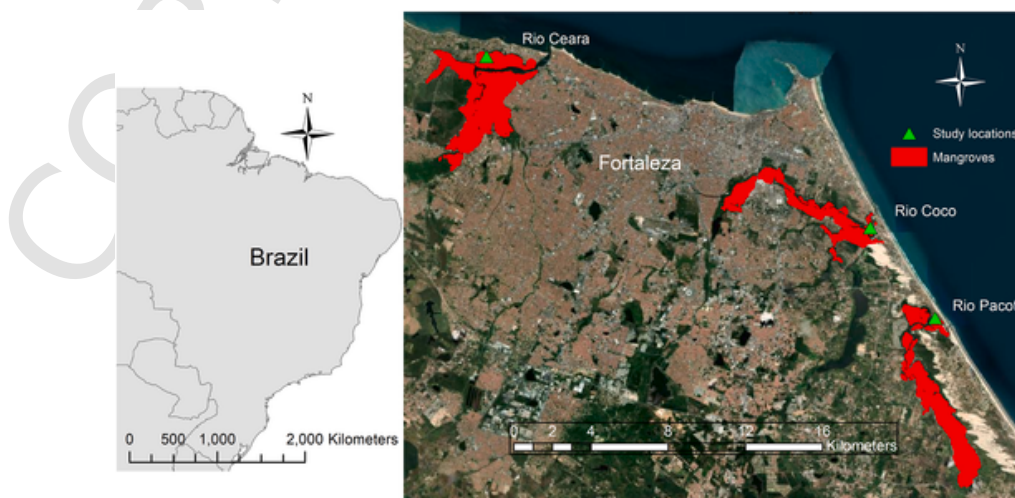 N
Brazil
0 500 1,000 2,000 Kilometers
Rio Ceara
N
Study locations
Mangroves
Fortaleza
Rio Coco
Rio Pacoti
0 2 4 8 12 16
Kilometers